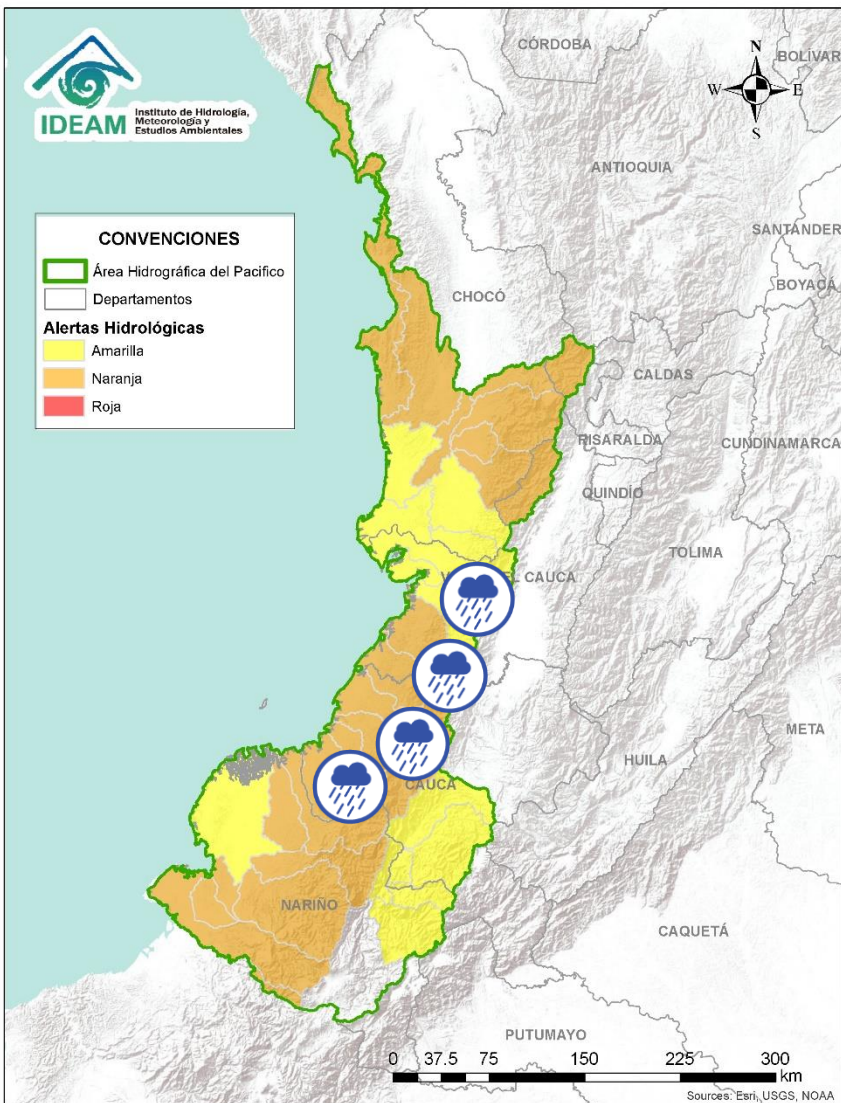 IDEAM
Instituto de Hidrología,
Meteorología y
Estudios Ambientales
N
W
E
S
CÓRDOBA
BOLÍVAR
ANTIOQUIA
SANTANDER
BOYACÁ
CHOCÓ
CALDAS
RISARALDA
CUNDINAMARCA
QUINDÍO
TOLIMA
EL CAUCA
META
HUILA
CAUCA
NARIÑO
CAQUETÁ
PUTUMAYO
CONVENCIONES
Área Hidrográfica del Pacifico
Departamentos
Alertas Hidrológicas
Amarilla
Naranja
Roja
0 37.5 75 150 225 300
km
Sources: Esri, USGS, NOAA